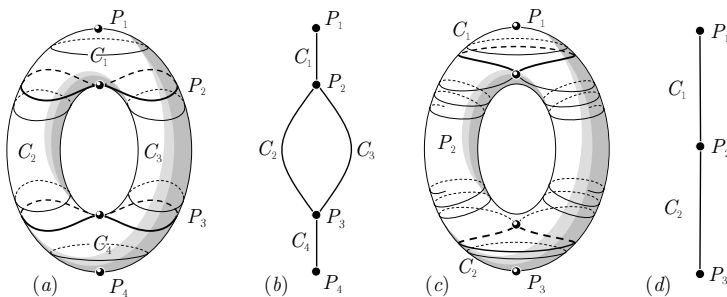 P₁
C₁
P₂
C₂
C₃
P₃
C₄
P₄
(a)
P₁
C₁
P₂
C₂
C₃
P₃
C₄
P₄
(b)
P₁
C₁
P₂
C₂
P₃
(c)
P₁
C₁
P₂
C₂
P₃
(d)